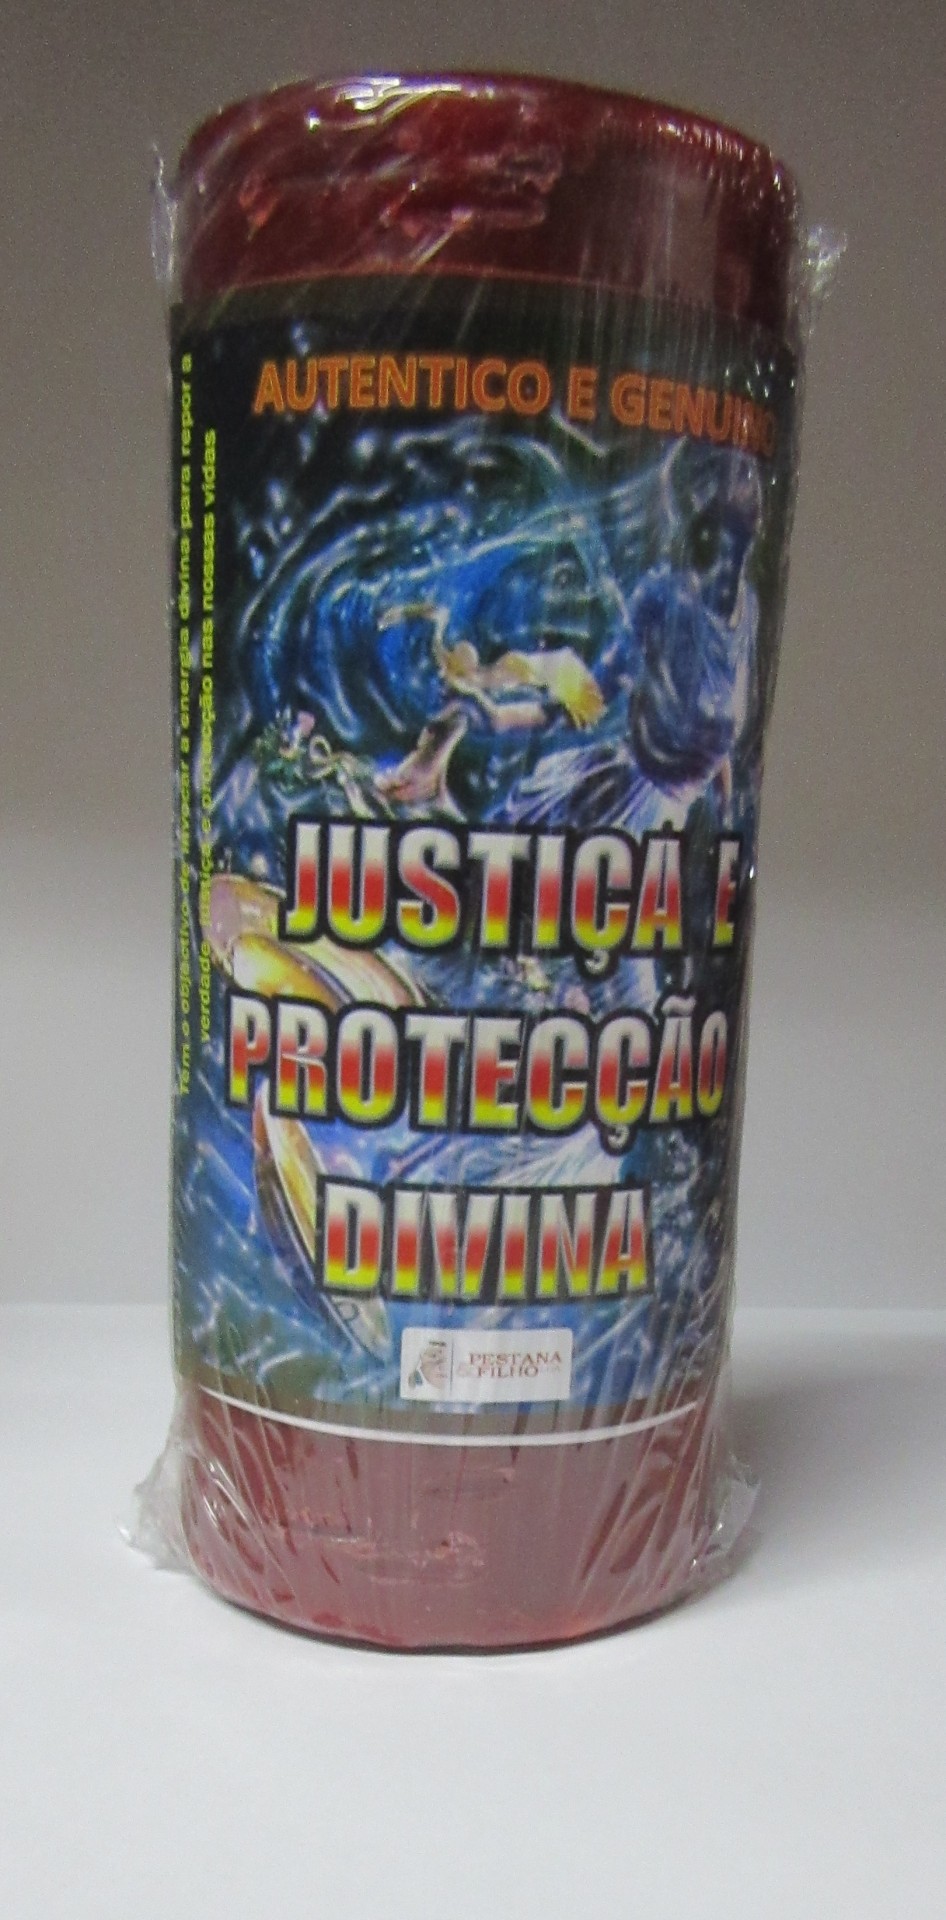 AUTENTICO E GENUINO
Tem o objectivo de invocar a energia divina para repor a
verdade, justiça e protecção nas nossas vidas
JUSTIÇA E
PROTECÇÃO
DIVINA
PESTANA
FILHO